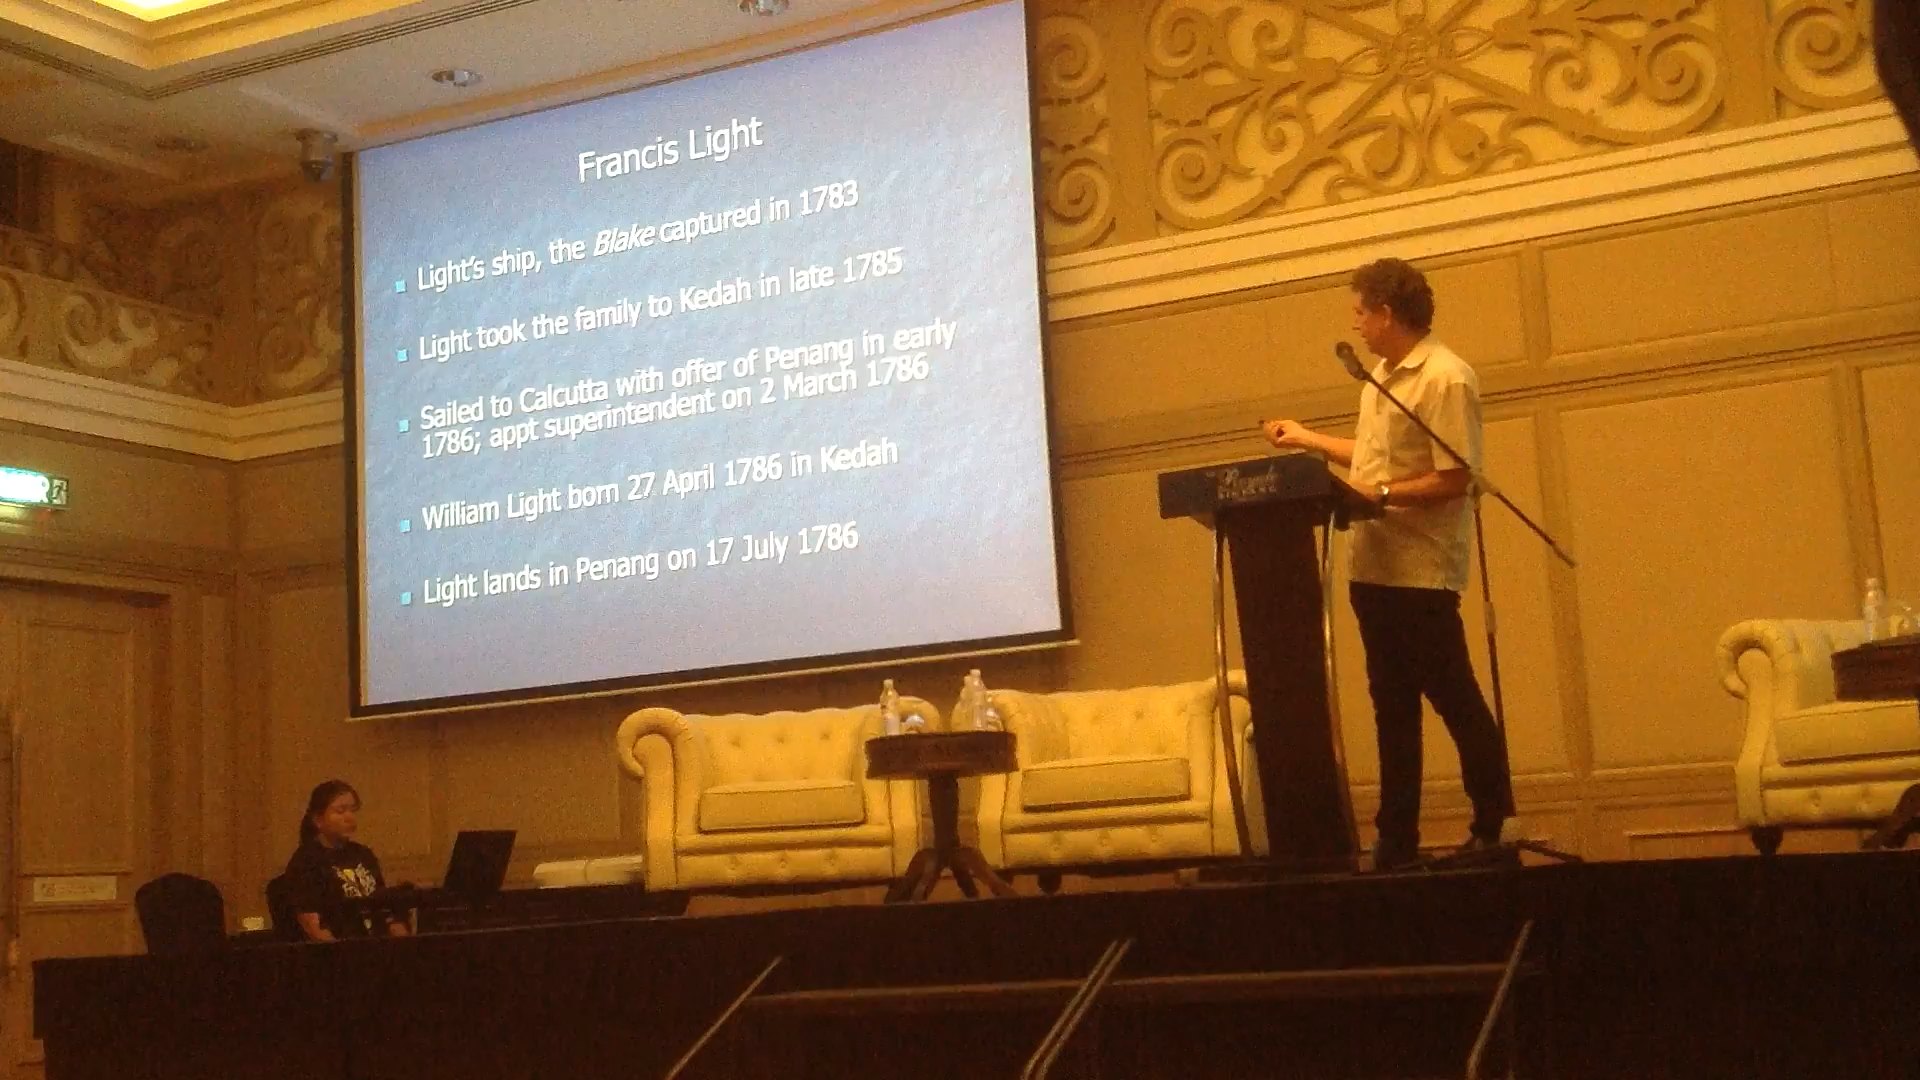 Francis Light
Light's ship, the Blake captured in 1783
Light took the family to Kedah in late 1785
Sailed to Calcutta with offer of Penang in early
1786; appt superintendent on 2 March 1786
William Light born 27 April 1786 in Kedah
Light lands in Penang on 17 July 1786